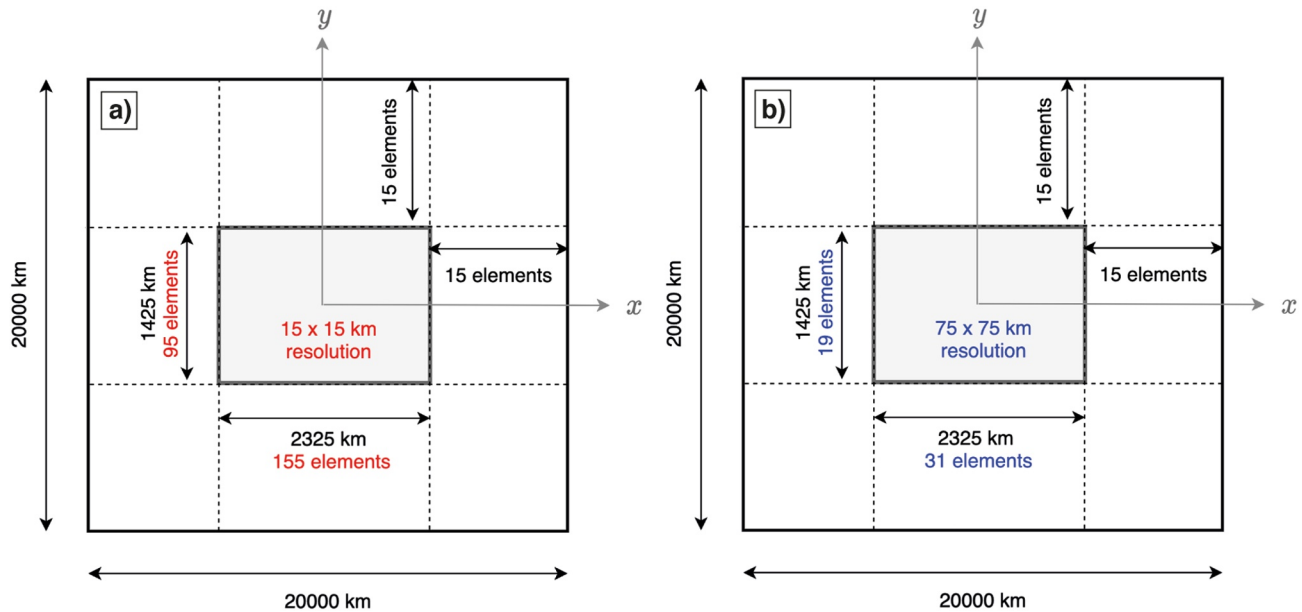 y
a)
15 elements
20000 km
1425 km
95 elements
15 elements
x
15 x 15 km
resolution
2325 km
155 elements
20000 km
y
b)
15 elements
20000 km
1425 km
19 elements
15 elements
x
75 x 75 km
resolution
2325 km
31 elements
20000 km